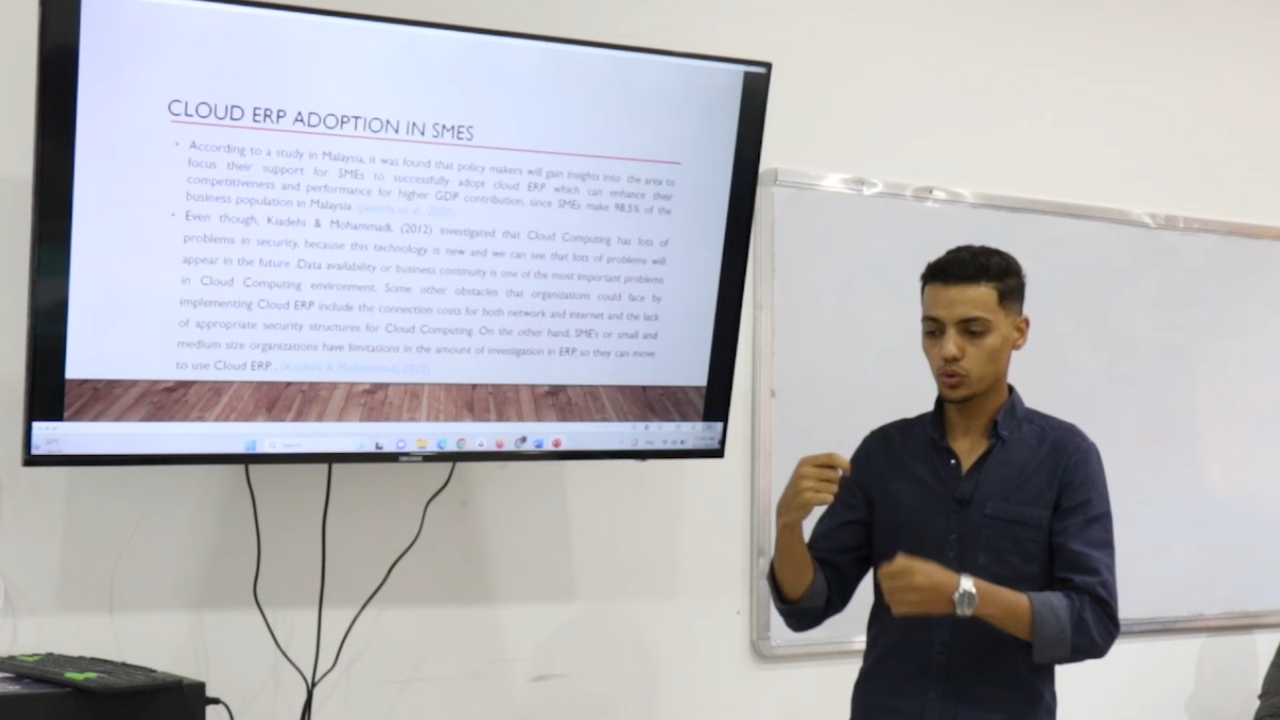 CLOUD ERP ADOPTION IN SMES
• According to a study in Malaysia, it was found that policy makers will gain insights into the area to
focus their support for SMEs to successfully adopt cloud ERP which can enhance their
competitiveness and performance for higher GDP contribution, since SMEs make 98.5% of the
business population in Malaysia
• Even though, Kiadehi & Mohammadi, (2012) investigated that Cloud Computing has lots of
problems in security, because this technology is new and we can see that lots of problems will
appear in the future .Data availability or business continuity is one of the most important problems
in Cloud Computing environment. Some other obstacles that organizations could face by
implementing Cloud ERP include the connection costs for both network and internet and the lack
of appropriate security structures for Cloud Computing. On the other hand, SME's or small and
medium size organizations have limitations in the amount of investigation in ERP, so they can move
to use Cloud ERP... (Kiadehi & Mohammadi, 2012)
Search